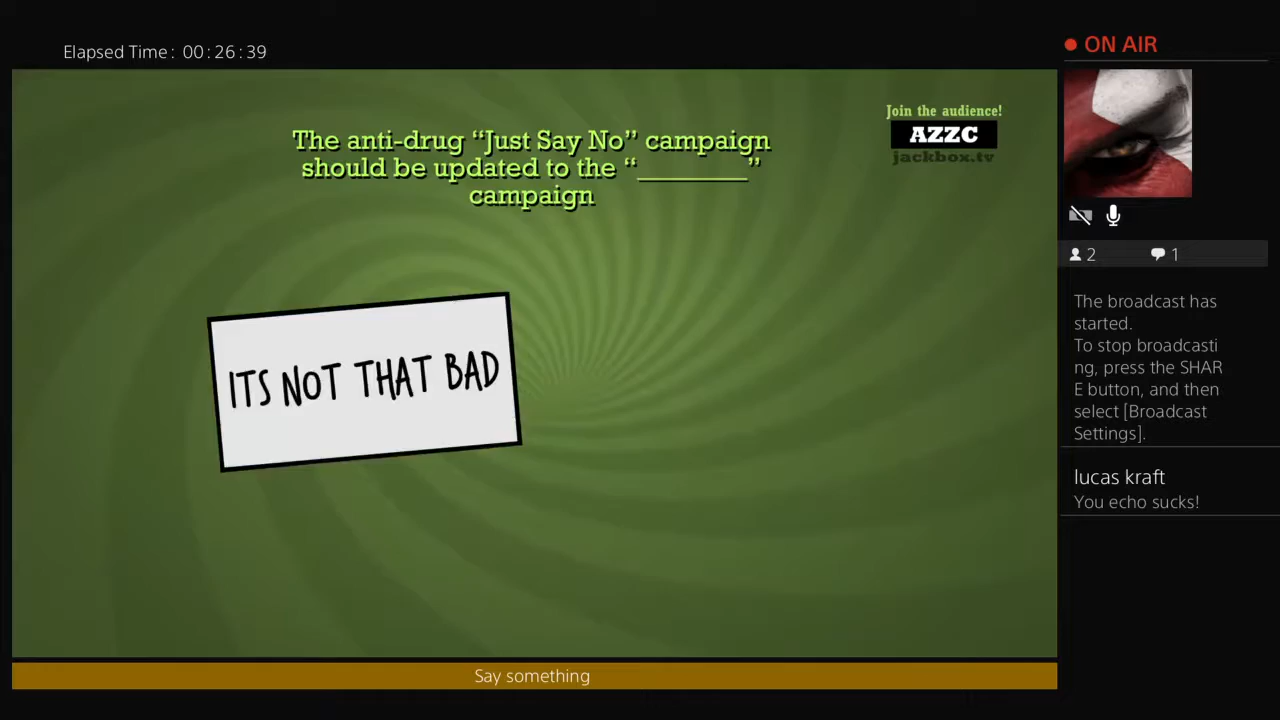 Elapsed Time: 00:26:39
ON AIR
Join the audience!
AZZC
jackbox.tv
The anti-drug “Just Say No” campaign
should be updated to the “________”
campaign
ITS NOT THAT BAD
2
1
The broadcast has
started.
To stop broadcasti
ng, press the SHAR
E button, and then
select [Broadcast
Settings].
lucas kraft
You echo sucks!
Say something